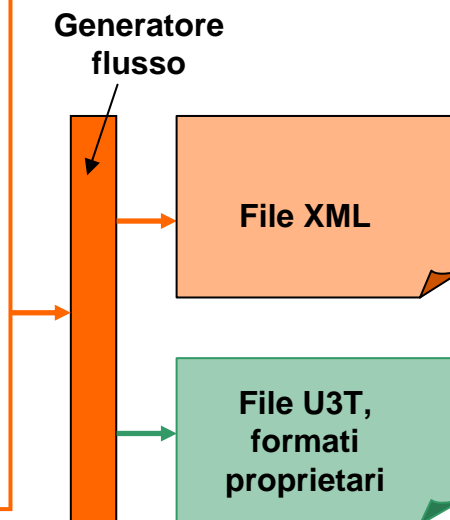 Generatore
flusso
File XML
File U3T,
formati
proprietari